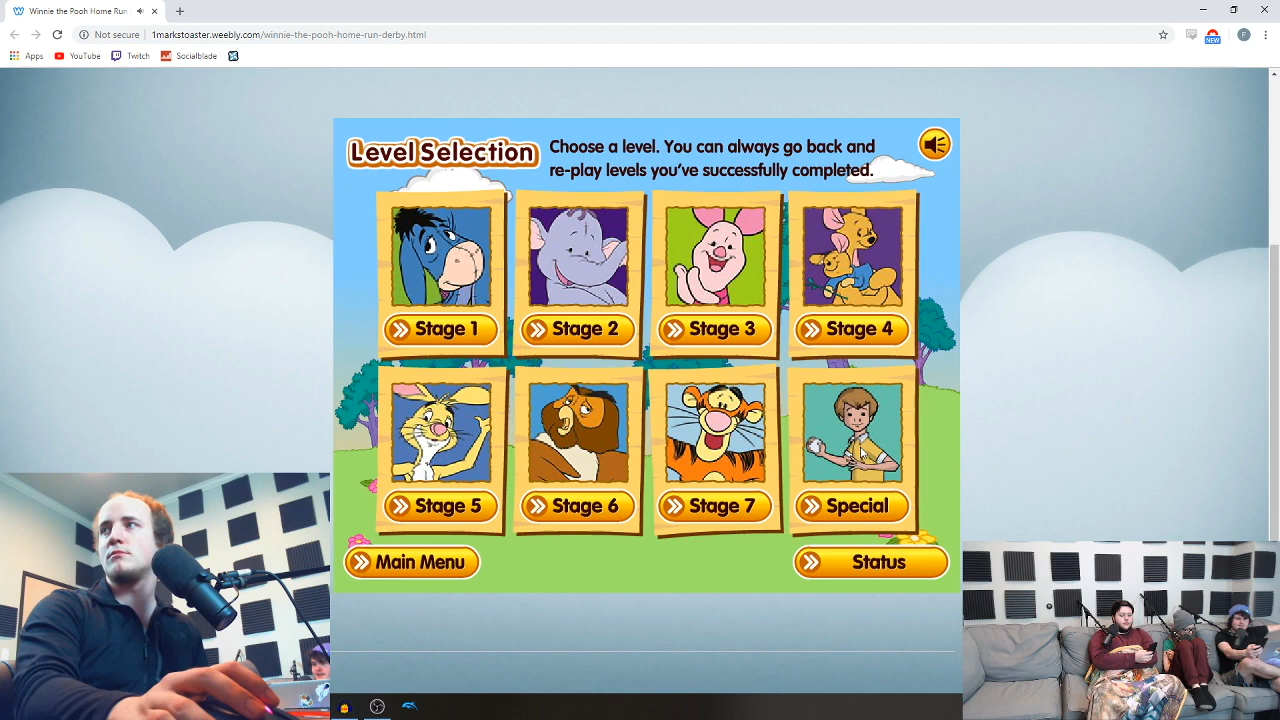 Winnie the Pooh Home Run
Not secure | 1markstoaster.weebly.com/winnie-the-pooh-home-run-derby.html
F
NEW
Apps YouTube Twitch Socialblade
Level Selection
Choose a level. You can always go back and
re-play levels you've successfully completed.
Stage 1 Stage 2 Stage 3 Stage 4
Stage 5 Stage 6 Stage 7 Special
Main Menu Status